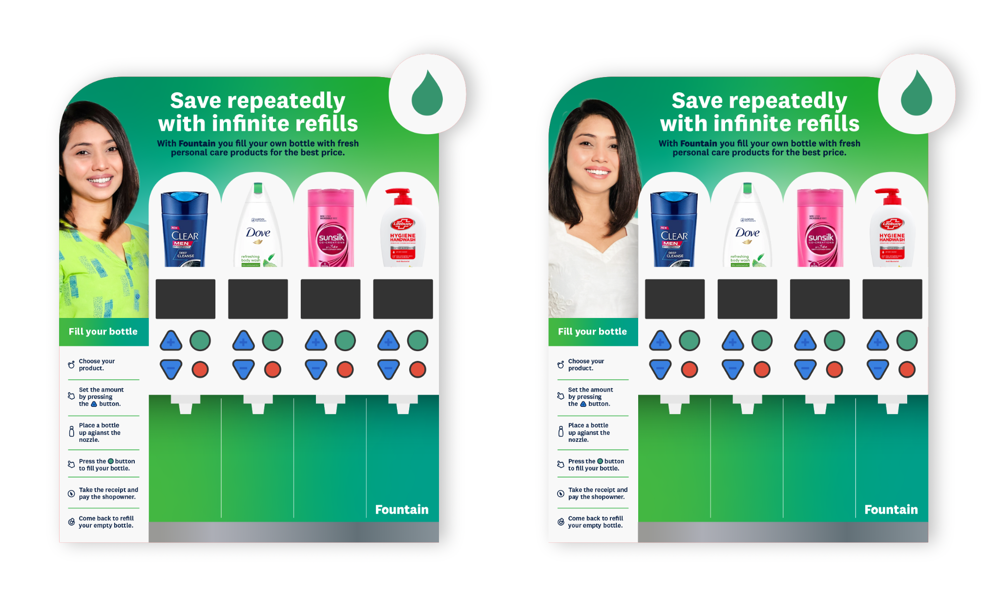 Save repeatedly
with infinite refills
With Fountain you fill your own bottle with fresh
personal care products for the best price.
NEW
CLEAR
MEN
DEEP
CLEANSE
Dove
refreshing
body wash
sunsilk
CO-CREATIONS
Lifebuoy
HYGIENE
HANDWASH
PROTECT & HYDRATE
Anti-Bacterial
Fill your bottle
Choose your
product.
Set the amount
by pressing
the button.
Place a bottle
up agianst the
nozzle.
Press the button
to fill your bottle.
Take the receipt and
pay the shopowner.
Come back to refill
your empty bottle.
Fountain
Save repeatedly
with infinite refills
With Fountain you fill your own bottle with fresh
personal care products for the best price.
NEW
CLEAR
MEN
DEEP
CLEANSE
Dove
refreshing
body wash
sunsilk
CO-CREATIONS
Lifebuoy
HYGIENE
HANDWASH
PROTECT & HYDRATE
Anti-Bacterial
Fill your bottle
Choose your
product.
Set the amount
by pressing
the button.
Place a bottle
up agianst the
nozzle.
Press the button
to fill your bottle.
Take the receipt and
pay the shopowner.
Come back to refill
your empty bottle.
Fountain